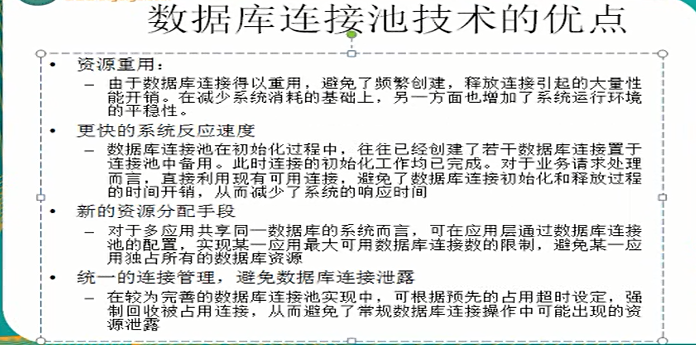 数据库连接池技术的优点
• 资源重用：
– 由于数据库连接得以重用，避免了频繁创建，释放连接引起的大量性
能开销。在减少系统消耗的基础上，另一方面也增加了系统运行环境
的平稳性。
• 更快的系统反应速度
– 数据库连接池在初始化过程中，往往已经创建了若干数据库连接置于
连接池中备用。此时连接的初始化工作均已完成。对于业务请求处理
而言，直接利用现有可用连接，避免了数据库连接初始化和释放过程
的时间开销，从而减少了系统的响应时间
• 新的资源分配手段
– 对于多应用共享同一数据库的系统而言，可在应用层通过数据库连接
池的配置，实现某一应用最大可用数据库连接数的限制，避免某一应
用独占所有的数据库资源
• 统一的连接管理，避免数据库连接泄露
– 在较为完善的数据库连接池实现中，可根据预先的占用超时设定，强
制回收被占用连接，从而避免了常规数据库连接操作中可能出现的资
源泄露